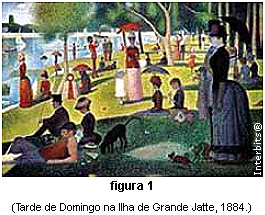 Interbits®
figura 1
(Tarde de Domingo na Ilha de Grande Jatte, 1884.)